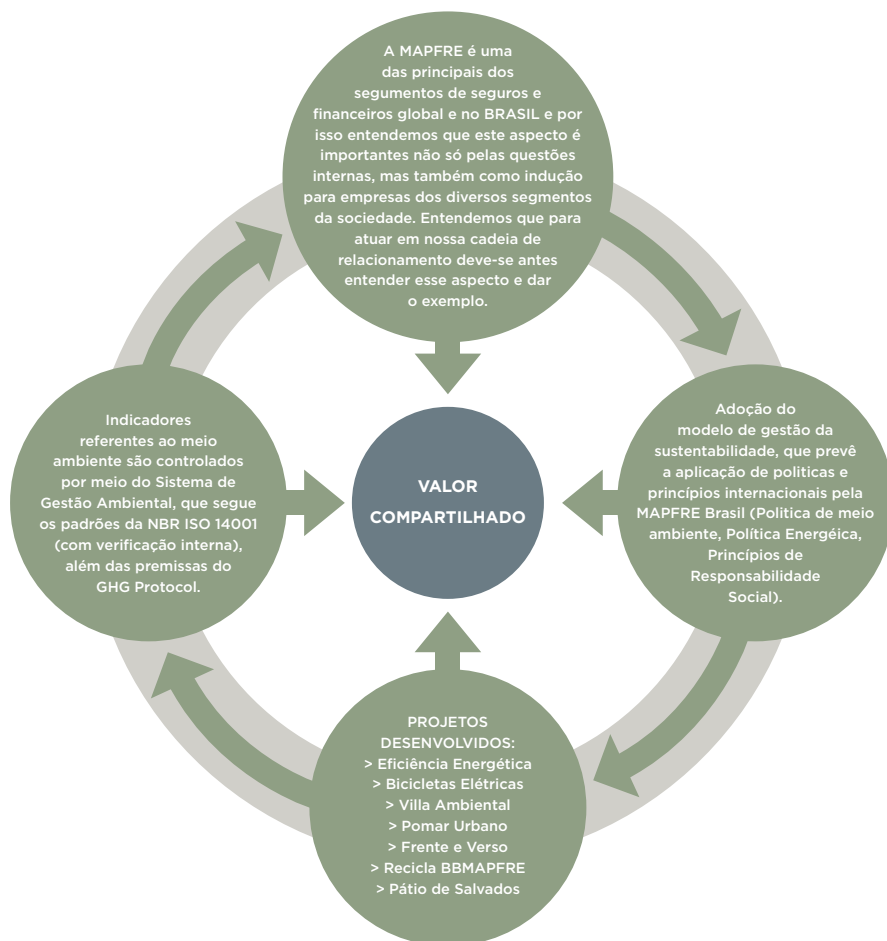 A MAPFRE é uma
das principais dos
segumentos de seguros e
financeiros global e no BRASIL e por
isso entendemos que este aspecto é
importantes não só pelas questões
internas, mas também como indução
para empresas dos diversos segmentos
da sociedade. Entendemos que para
atuar em nossa cadeia de
relacionamento deve-se antes
entender esse aspecto e dar
o exemplo.
Adoção do
modelo de gestão da
sustentabilidade, que prevê
a aplicação de politicas e
princípios internacionais pela
MAPFRE Brasil (Politica de meio
ambiente, Política Energéica,
Princípios de
Responsabilidade
Social).
PROJETOS
DESENVOLVIDOS:
> Eficiência Energética
> Bicicletas Elétricas
> Villa Ambiental
> Pomar Urbano
> Frente e Verso
> Recicla BBMAPFRE
> Pátio de Salvados
Indicadores
referentes ao meio
ambiente são controlados
por meio do Sistema de
Gestão Ambiental, que segue
os padrões da NBR ISO 14001
(com verificação interna),
além das premissas do
GHG Protocol.
VALOR
COMPARTILHADO